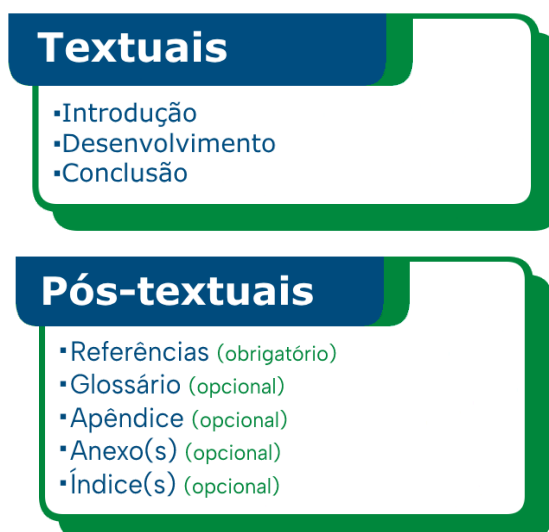 Textuais
▪Introdução
▪Desenvolvimento
▪Conclusão
Pós-textuais
▪Referências (obrigatório)
▪Glossário (opcional)
▪Apêndice (opcional)
▪Anexo(s) (opcional)
▪Índice(s) (opcional)